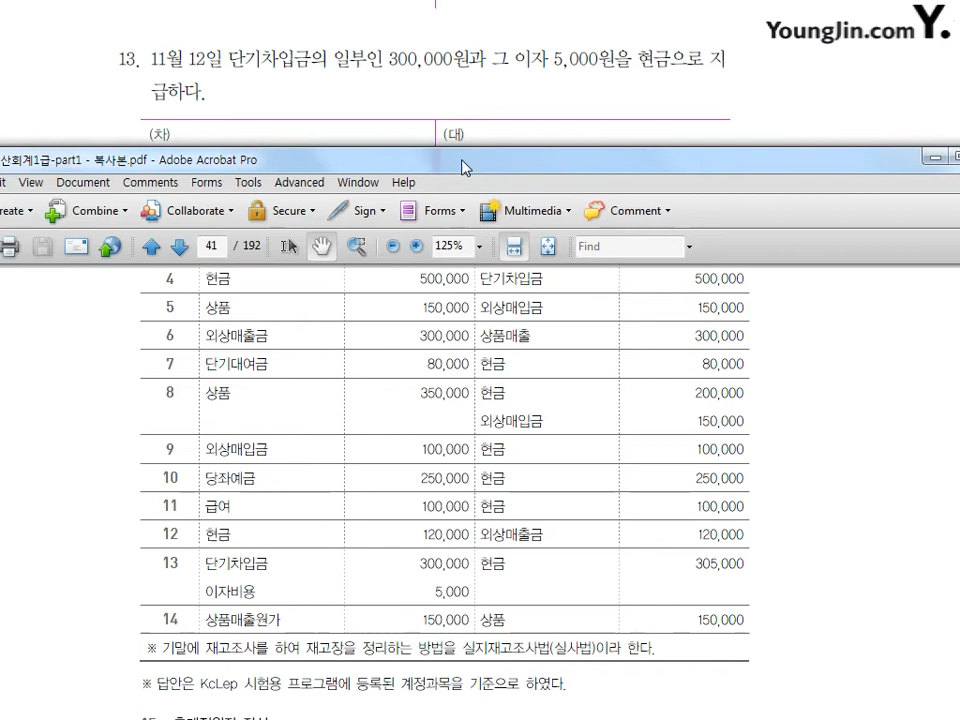 YoungJin.com Y.
13. 11월 12일 단기차입금의 일부인 300,000원과 그 이자 5,000원을 현금으로 지
급하다.
(차) (대)
산회계1급-part1 - 복사본.pdf - Adobe Acrobat Pro
it View Document Comments Forms Tools Advanced Window Help
reate Combine Collaborate Secure Sign Forms Multimedia Comment
41 / 192 125% Find
4 현금 500,000 단기차입금 500,000
5 상품 150,000 외상매입금 150,000
6 외상매출금 300,000 상품매출 300,000
7 단기대여금 80,000 현금 80,000
8 상품 350,000 현금 200,000
외상매입금 150,000
9 외상매입금 100,000 현금 100,000
10 당좌예금 250,000 현금 250,000
11 급여 100,000 현금 100,000
12 현금 120,000 외상매출금 120,000
13 단기차입금 300,000 현금 305,000
이자비용 5,000
14 상품매출원가 150,000 상품 150,000
※ 기말에 재고조사를 하여 재고장을 정리하는 방법을 실지재고조사법(실사법)이라 한다.
※ 답안은 KcLep 시험용 프로그램에 등록된 계정과목을 기준으로 하였다.